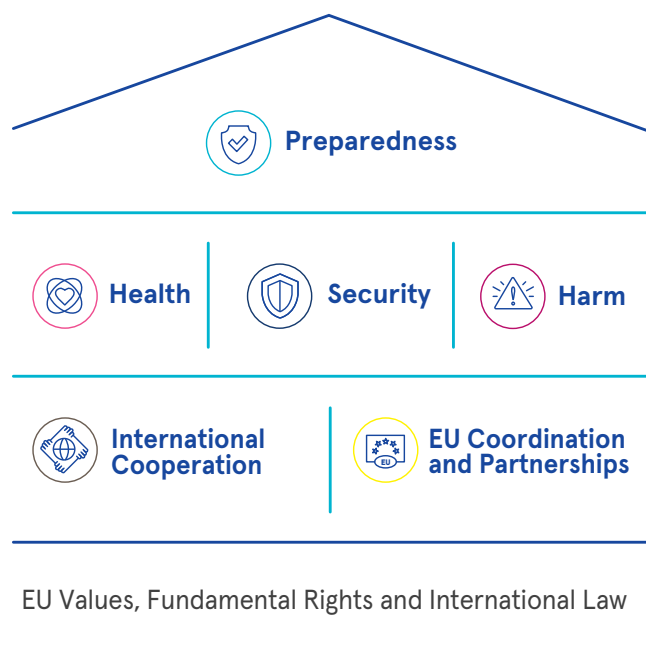 Preparedness
Health
Security
Harm
International
Cooperation
EU Coordination
and Partnerships
EU
EU Values, Fundamental Rights and International Law